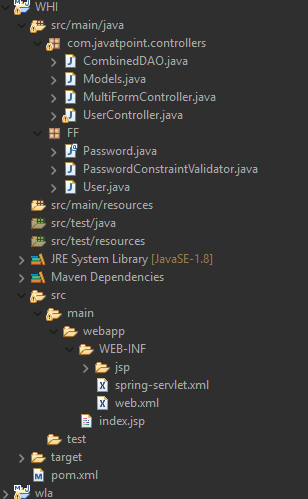 WHI
src/main/java
com.javatpoint.controllers
CombinedDAO.java
Models.java
MultiFormController.java
UserController.java
FF
Password.java
PasswordConstraintValidator.java
User.java
src/main/resources
src/test/java
src/test/resources
JRE System Library [JavaSE-1.8]
Maven Dependencies
src
main
webapp
WEB-INF
jsp
spring-servlet.xml
web.xml
index.jsp
test
target
pom.xml
wla